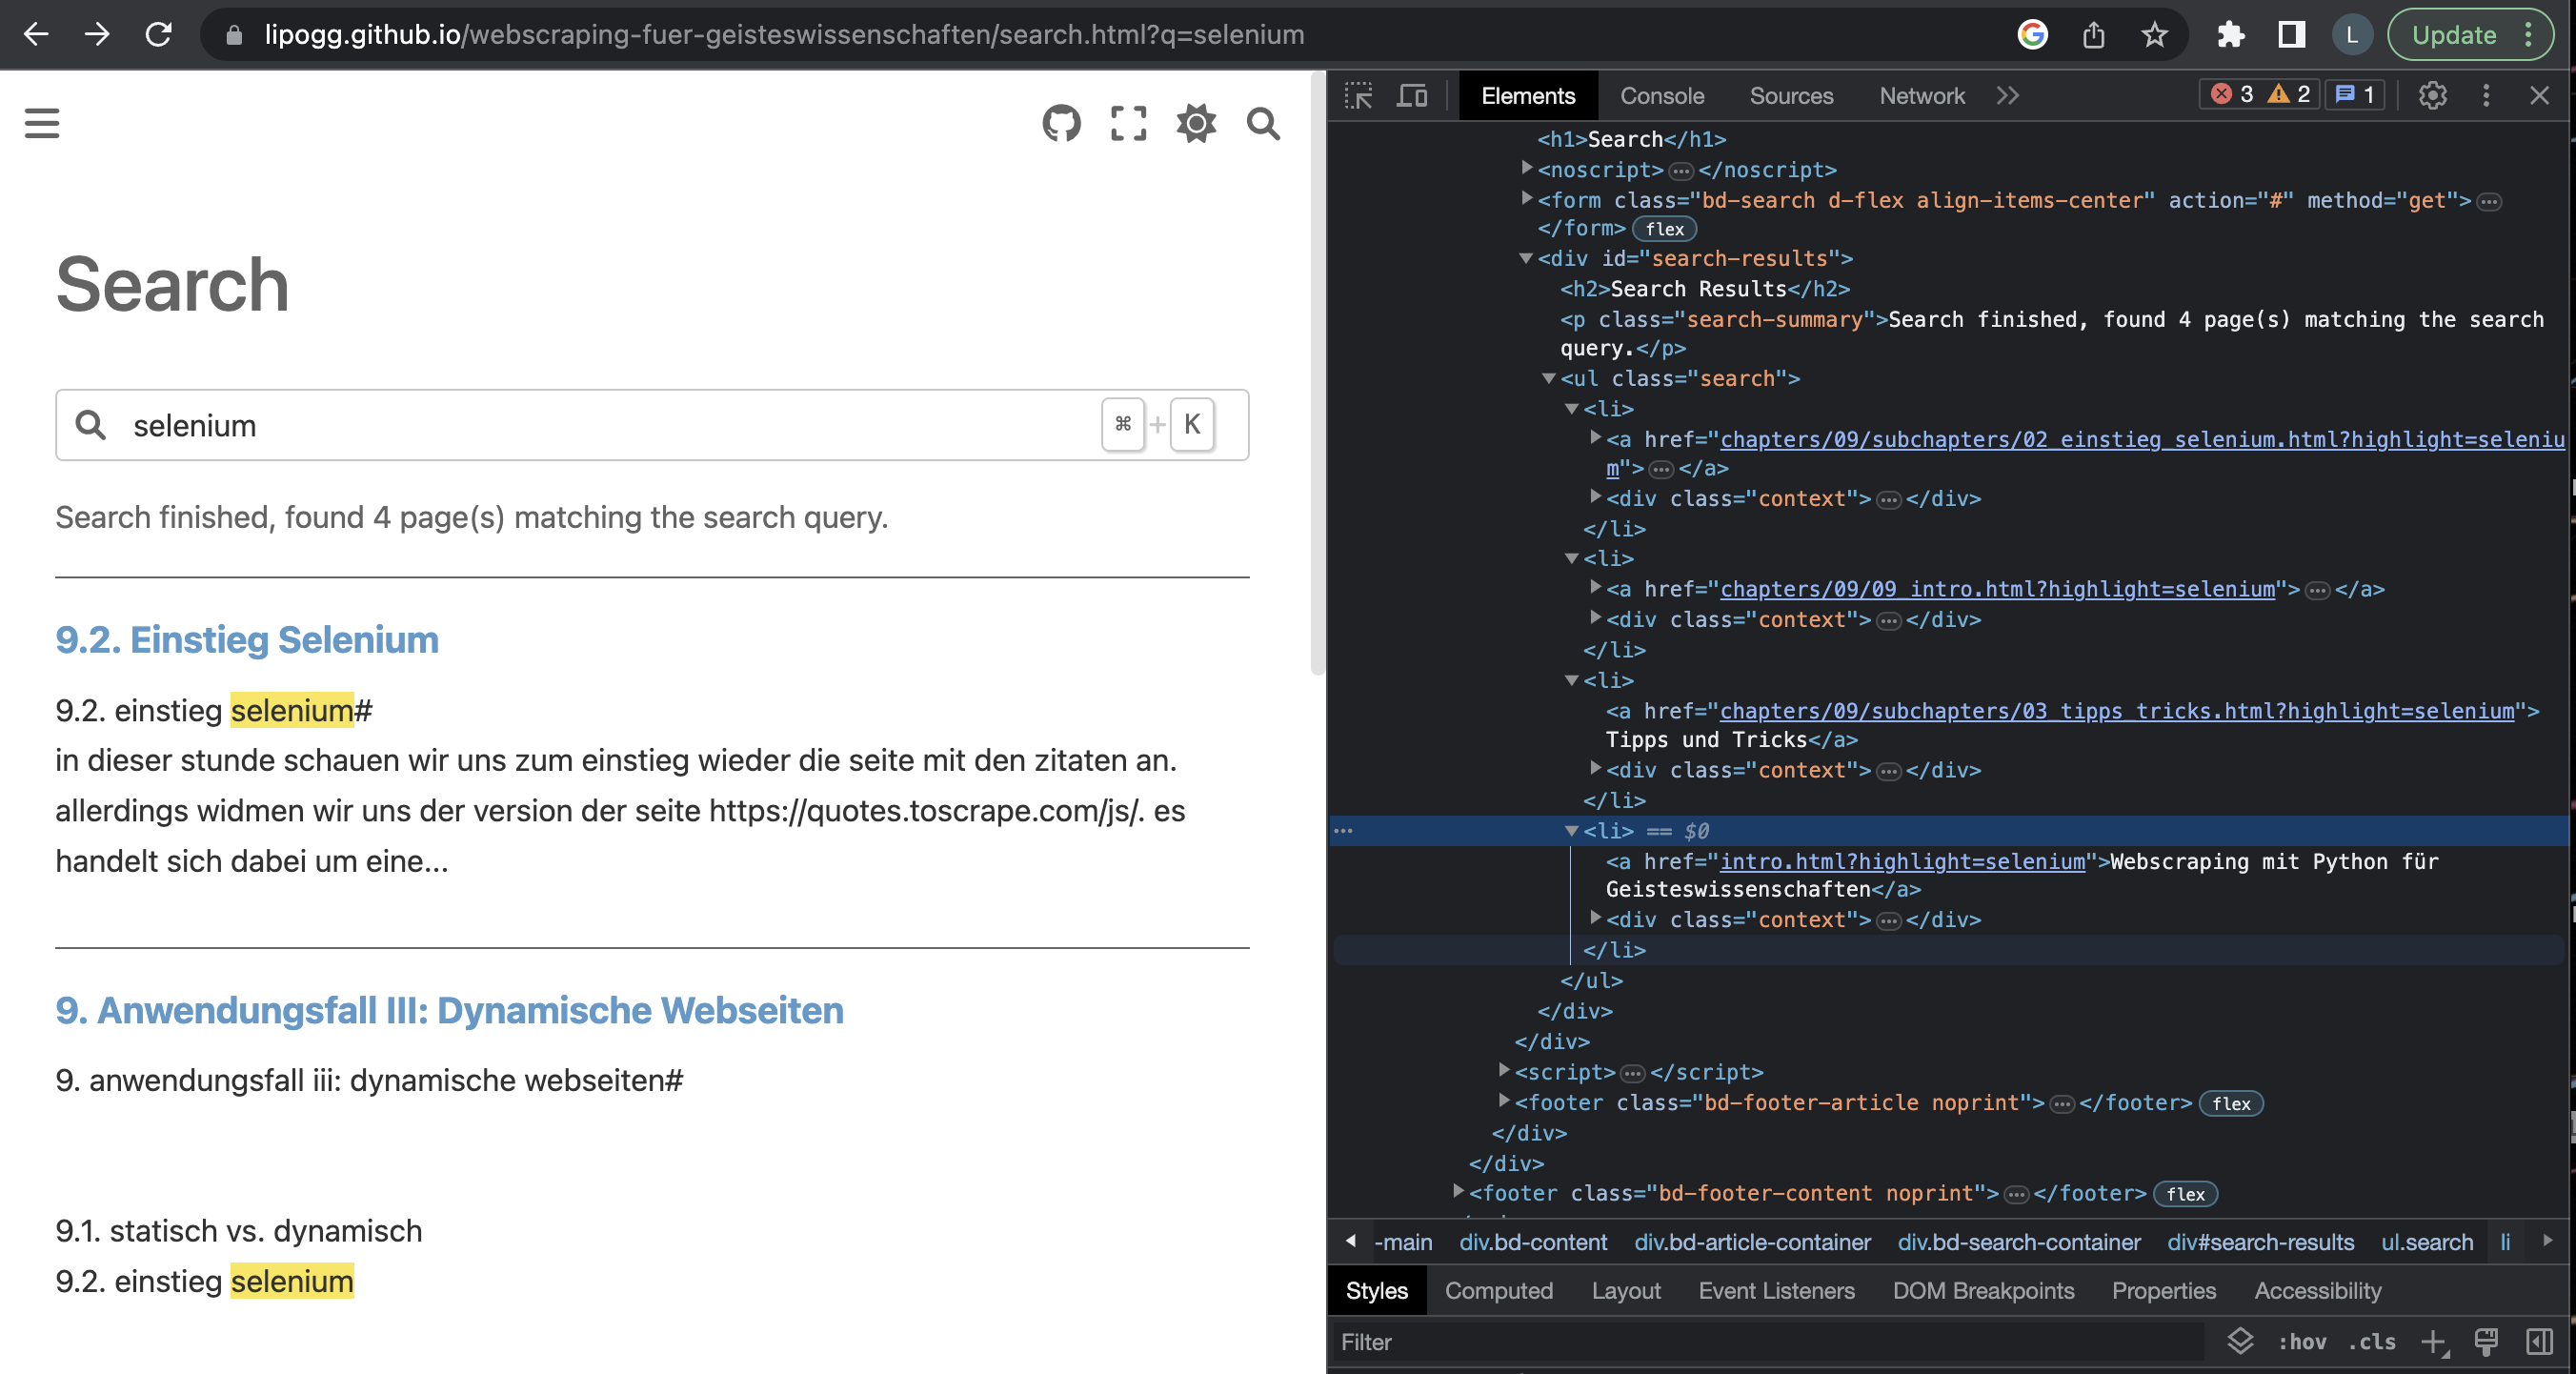 lipogg.github.io/webscraping-fuer-geisteswissenschaften/search.html?q=selenium
L
Update
Search
selenium
⌘ + K
Search finished, found 4 page(s) matching the search query.
9.2. Einstieg Selenium
9.2. einstieg selenium#
in dieser stunde schauen wir uns zum einstieg wieder die seite mit den zitaten an.
allerdings widmen wir uns der version der seite https://quotes.toscrape.com/js/. es
handelt sich dabei um eine...
9. Anwendungsfall III: Dynamische Webseiten
9. anwendungsfall iii: dynamische webseiten#
9.1. statisch vs. dynamisch
9.2. einstieg selenium
Elements Console Sources Network 3 2 1
<h1>Search</h1>
<noscript>…</noscript>
<form class="bd-search d-flex align-items-center" action="#" method="get">…
</form> flex
<div id="search-results">
<h2>Search Results</h2>
<p class="search-summary">Search finished, found 4 page(s) matching the search
query.</p>
<ul class="search">
<li>
<a href="chapters/09/subchapters/02_einstieg_selenium.html?highlight=seleniu
m">…</a>
<div class="context">…</div>
</li>
<li>
<a href="chapters/09/09_intro.html?highlight=selenium">…</a>
<div class="context">…</div>
</li>
<li>
<a href="chapters/09/subchapters/03_tipps_tricks.html?highlight=selenium">
Tipps und Tricks</a>
<div class="context">…</div>
</li>
… <li> == $0
<a href="intro.html?highlight=selenium">Webscraping mit Python für
Geisteswissenschaften</a>
<div class="context">…</div>
</li>
</ul>
</div>
</div>
<script>…</script>
<footer class="bd-footer-article noprint">…</footer> flex
</div>
</div>
<footer class="bd-footer-content noprint">…</footer> flex
-main div.bd-content div.bd-article-container div.bd-search-container div#search-results ul.search li
Styles Computed Layout Event Listeners DOM Breakpoints Properties Accessibility
Filter :hov .cls